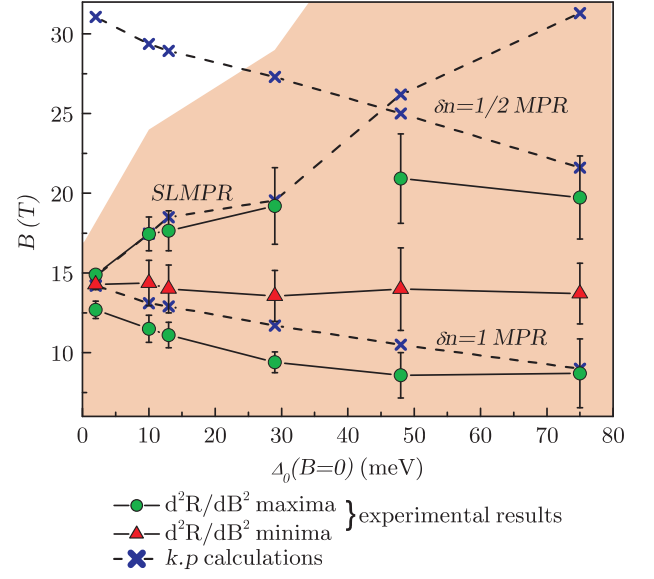 30
25
20
15
10
B (T)
δn=1/2 MPR
SLMPR
δn=1 MPR
0 10 20 30 40 50 60 70 80
Δ₀(B=0) (meV)
d²R/dB² maxima
d²R/dB² minima
}experimental results
k.p calculations